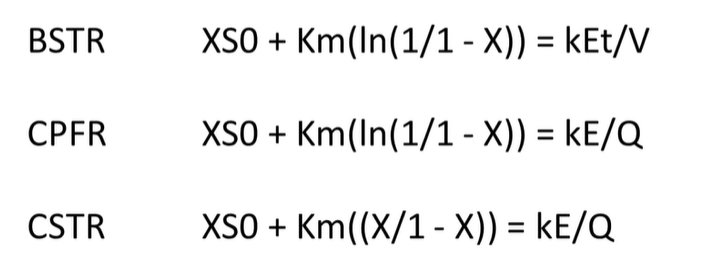 BSTR XS0 + Km(ln(1/1 - X)) = kEt/V
CPFR XS0 + Km(ln(1/1 - X)) = kE/Q
CSTR XS0 + Km((X/1 - X)) = kE/Q